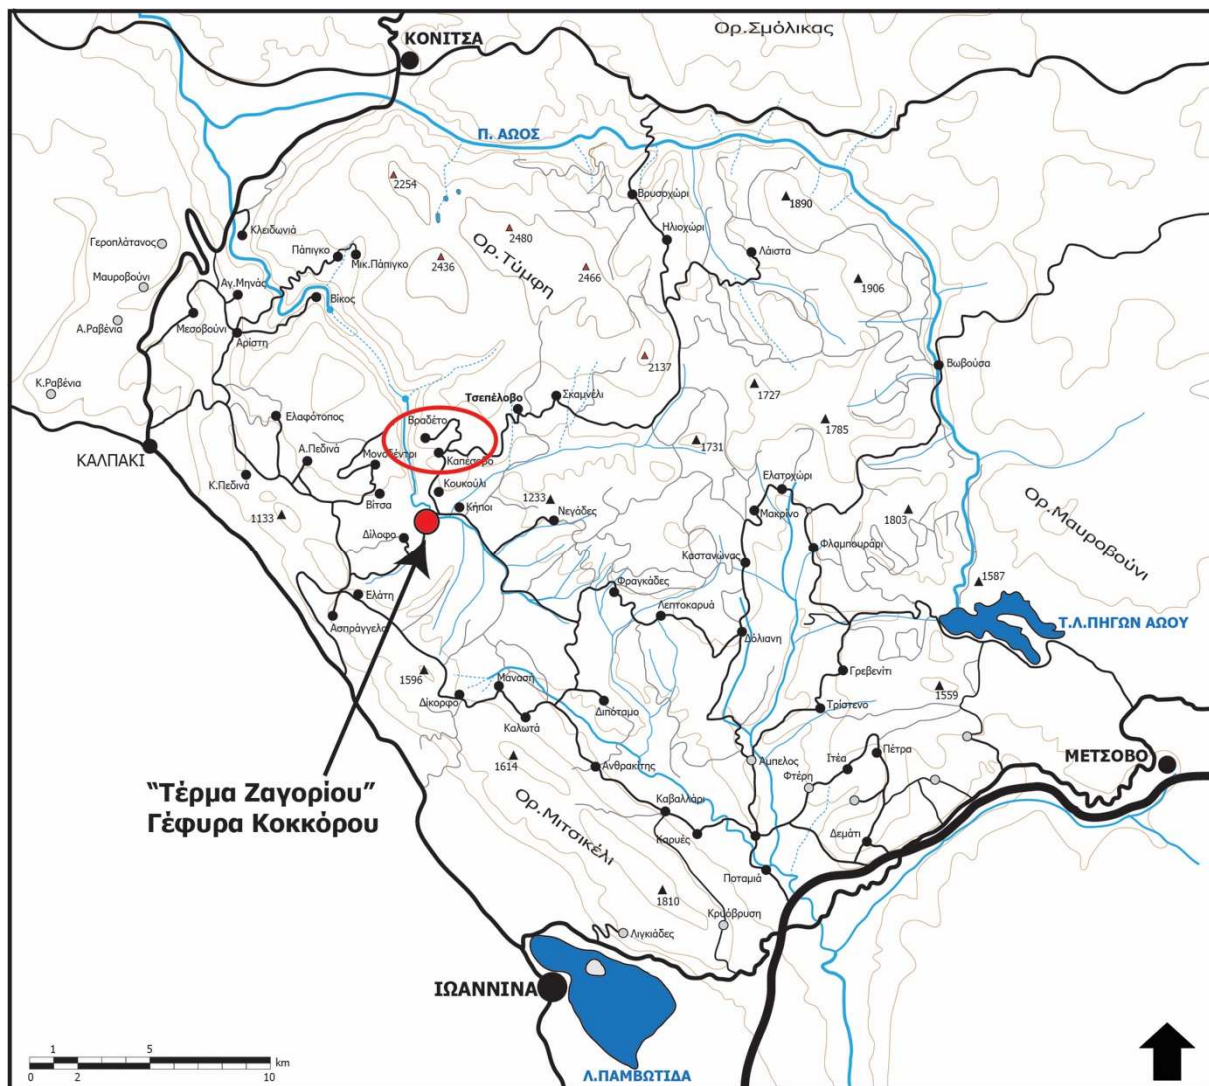 Ορ.Σμόλικας
ΚΟΝΙΤΣΑ
Π. ΑΩΟΣ
2254
Βρυσοχώρι
1890
Κλειδωνιά
Γεροπλάτανος
2480
Ηλιοχώρι
Πάπιγκο
Μικ.Πάπιγκο
Ορ.Τύμφη
Λάιστα
2436
2466
Μαυροβούνι
Αγ.Μηνάς
Βίκος
1906
Α.Ραβένια
Μεσοβούνι
Αρίστη
2137
Βωβούσα
Κ.Ραβένια
Τσεπέλοβο
Σκαμνέλι
1727
Ελαφότοπος
Βραδέτο
1785
ΚΑΛΠΑΚΙ
Α.Πεδινά
Μονοδέντρι
Καπέσοβο
1731
Κ.Πεδινά
Κουκούλι
Ελατοχώρι
Βίτσα
Κήποι
1233
Νεγάδες
Μακρίνο
1803
Ορ.Μαυροβούνι
1133
Δίλοφο
Φλαμπουράρι
Καστανώνας
Φραγκάδες
1587
Ελάτη
Λεπτοκαρυά
Ασπράγγελοι
Δόλιανη
Τ.Λ.ΠΗΓΩΝ ΑΩΟΥ
1596
Μανασή
Γρεβενίτι
1559
Δίκορφο
Διπόταμο
Τρίστενο
Καλωτά
1614
Ανθρακίτης
Άμπελος
Ιτέα
Πέτρα
ΜΕΤΣΟΒΟ
Φτέρη
"Τέρμα Ζαγορίου"
Γέφυρα Κοκκόρου
Ορ.Μιτσικέλι
Καβαλλάρι
Καρυές
Δεμάτι
Ποταμιά
1810
Κρυόβρυση
Λιγκιάδες
ΙΩΑΝΝΙΝΑ
Λ.ΠΑΜΒΩΤΙΔΑ
1 5
km
0 2 10